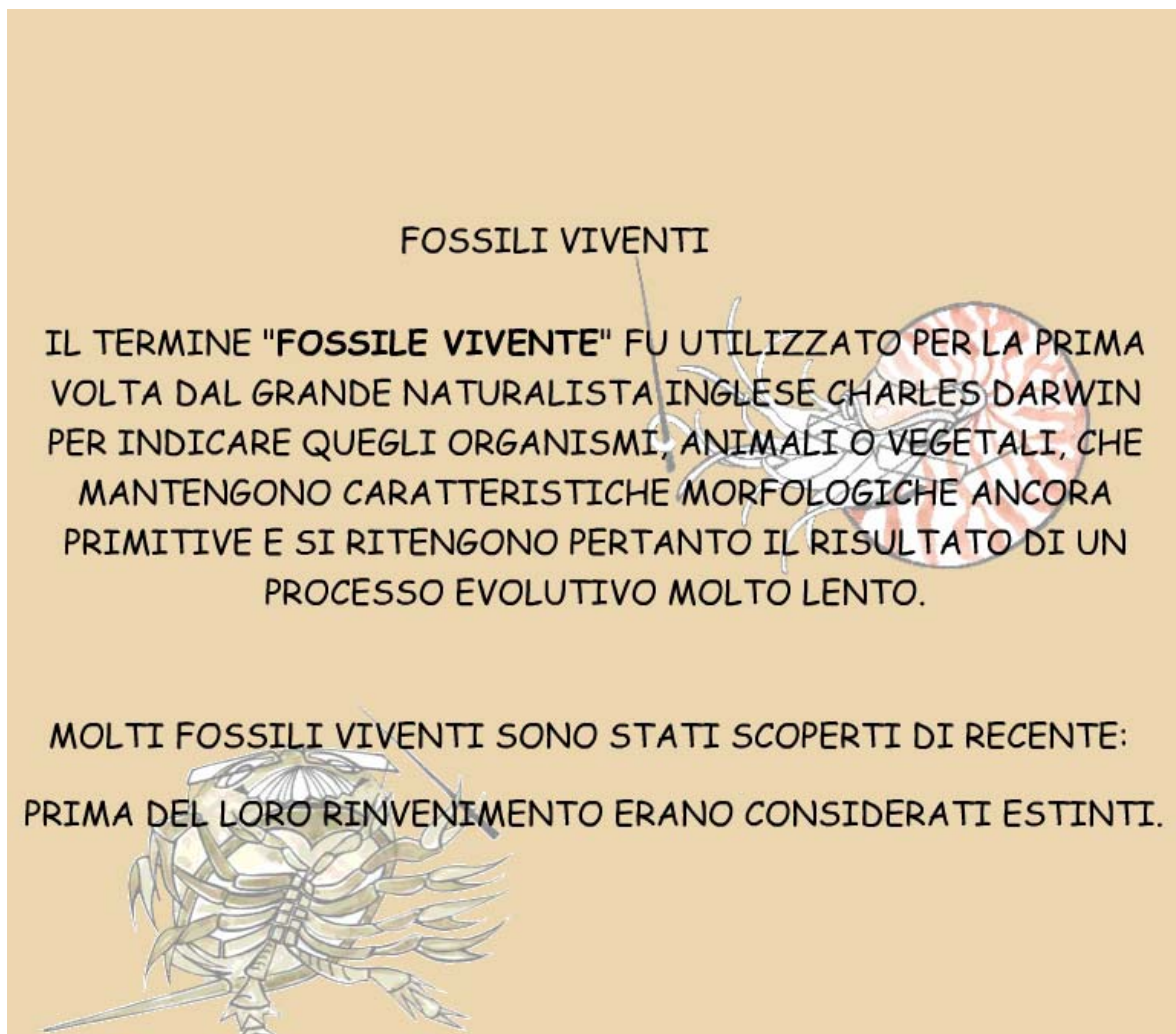 FOSSILI VIVENTI
IL TERMINE "FOSSILE VIVENTE" FU UTILIZZATO PER LA PRIMA
VOLTA DAL GRANDE NATURALISTA INGLESE CHARLES DARWIN
PER INDICARE QUEGLI ORGANISMI, ANIMALI O VEGETALI, CHE
MANTENGONO CARATTERISTICHE MORFOLOGICHE ANCORA
PRIMITIVE E SI RITENGONO PERTANTO IL RISULTATO DI UN
PROCESSO EVOLUTIVO MOLTO LENTO.
MOLTI FOSSILI VIVENTI SONO STATI SCOPERTI DI RECENTE:
PRIMA DEL LORO RINVENIMENTO ERANO CONSIDERATI ESTINTI.